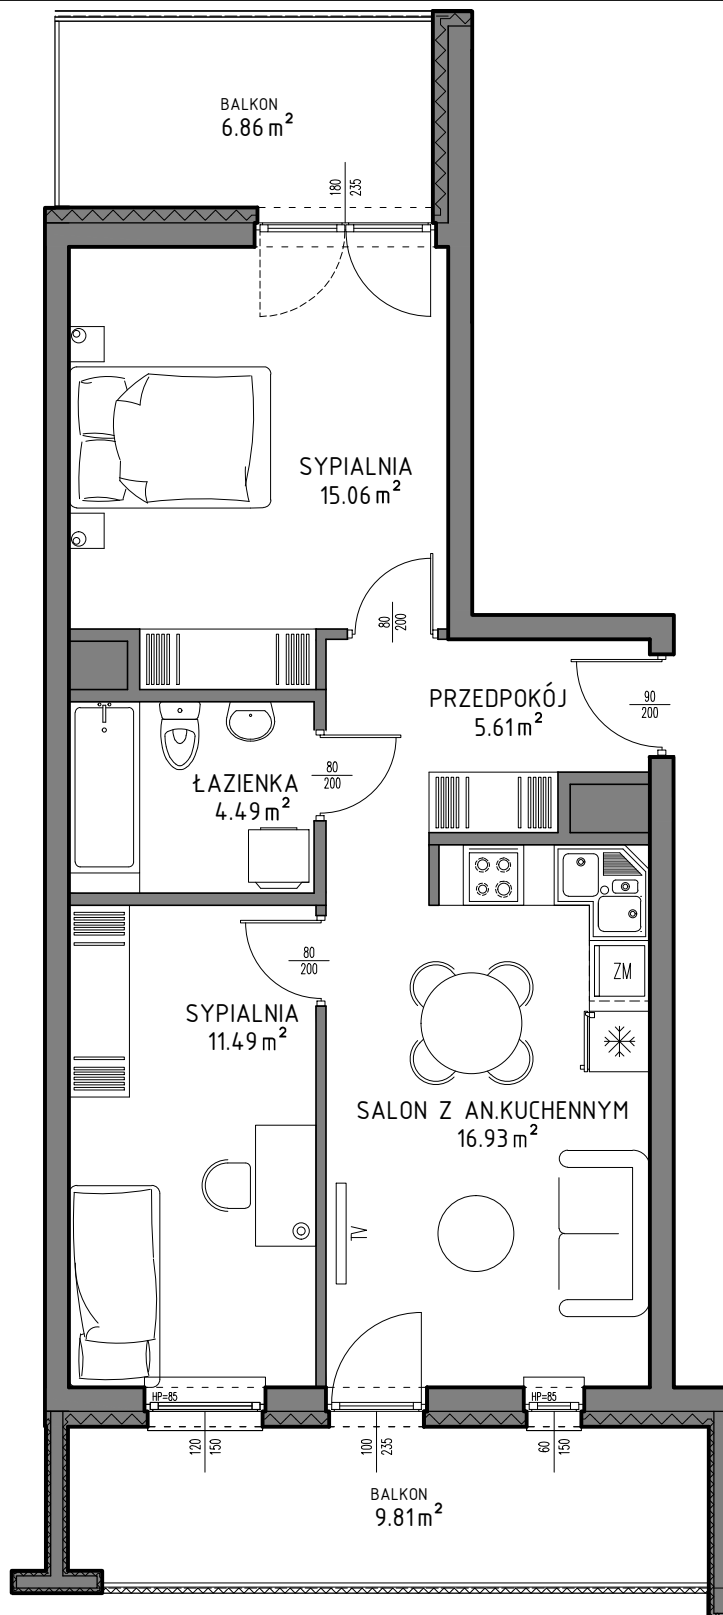 BALKON
6.86 m²
180
235
SYPIALNIA
15.06 m²
80
200
PRZEDPOKÓJ
5.61 m²
90
200
ŁAZIENKA
4.49 m²
80
200
80
200
ZM
SYPIALNIA
11.49 m²
SALON Z AN.KUCHENNYM
16.93 m²
TV
HP=85
HP=85
120
150
100
235
60
150
BALKON
9.81 m²